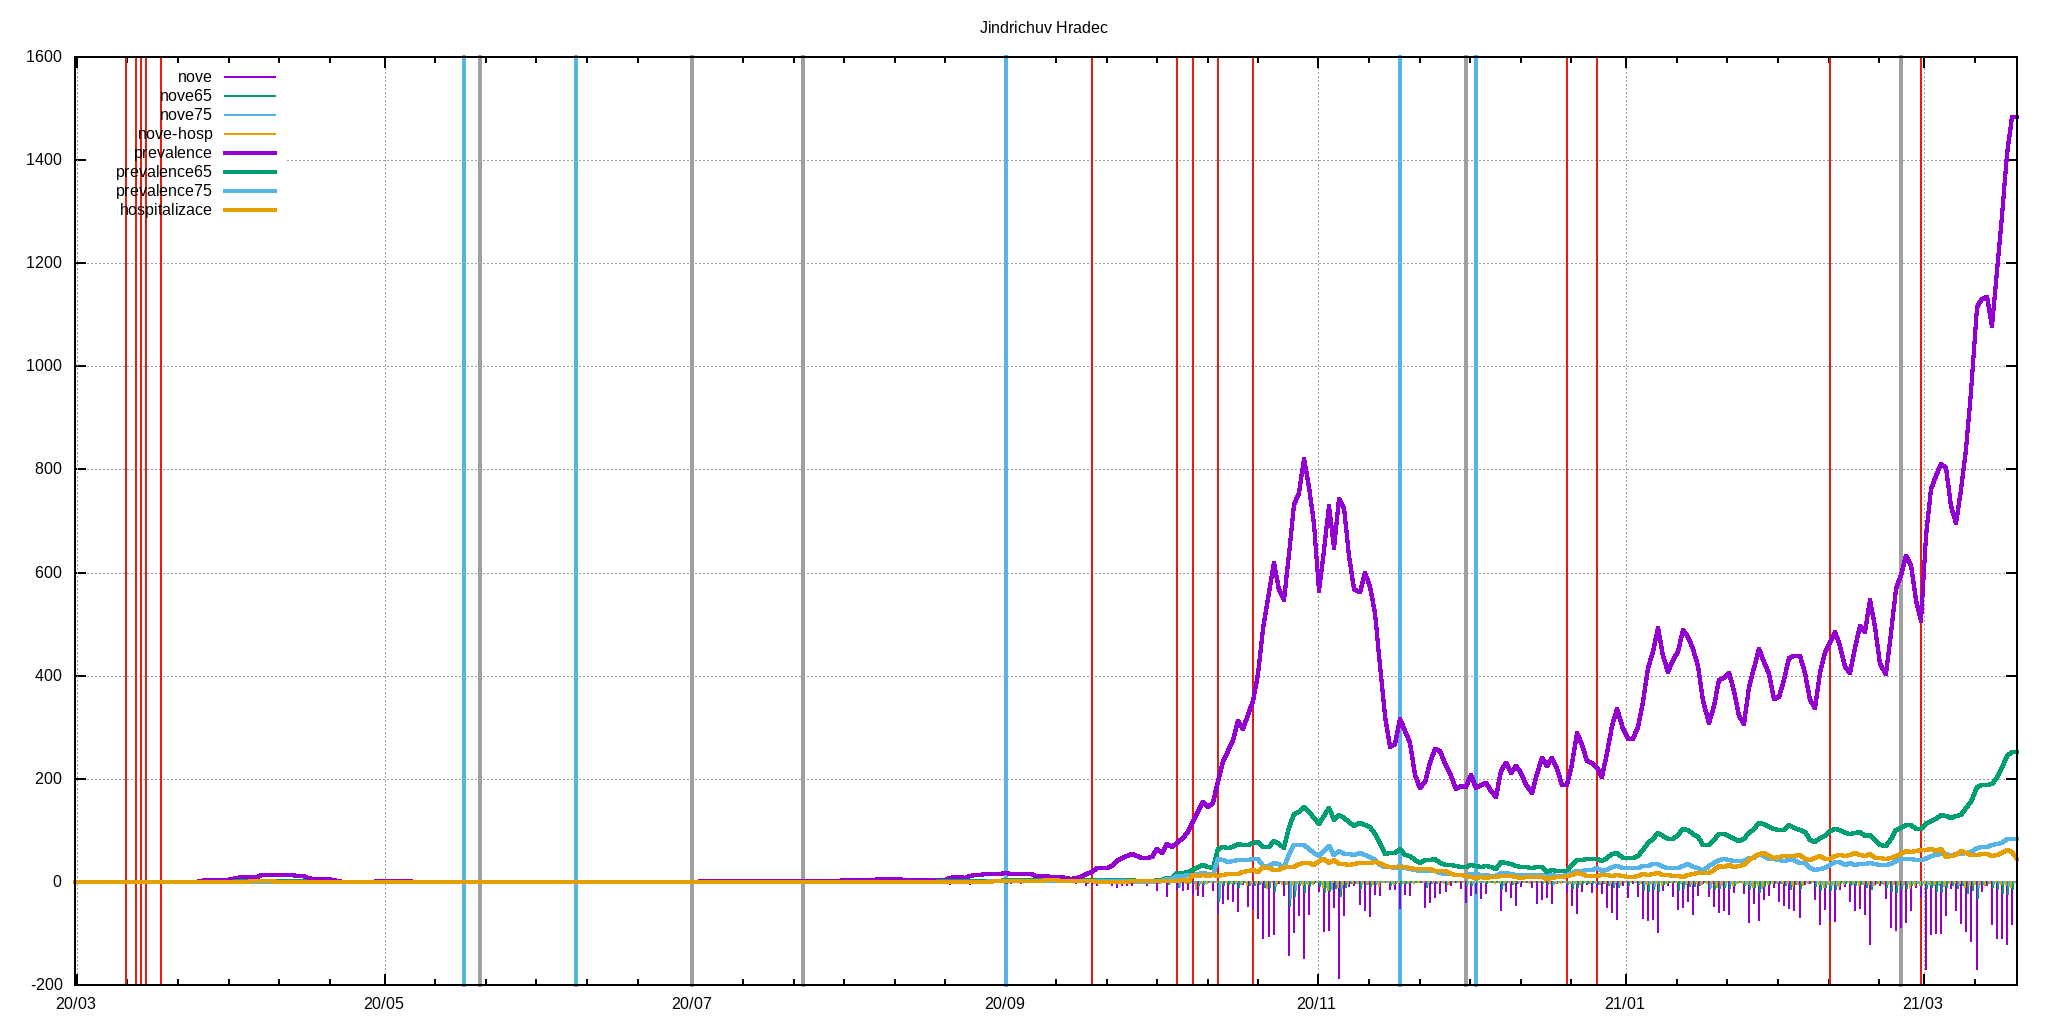 Jindrichuv Hradec
1600
1400
1200
1000
800
600
400
200
0
-200
nove
nove65
nove75
nove-hosp
prevalence
prevalence65
prevalence75
hospitalizace
20/03 20/05 20/07 20/09 20/11 21/01 21/03